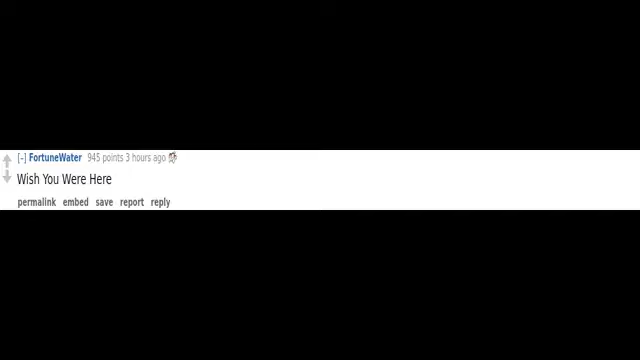 [-] FortuneWater 945 points 3 hours ago
Wish You Were Here
permalink embed save report reply